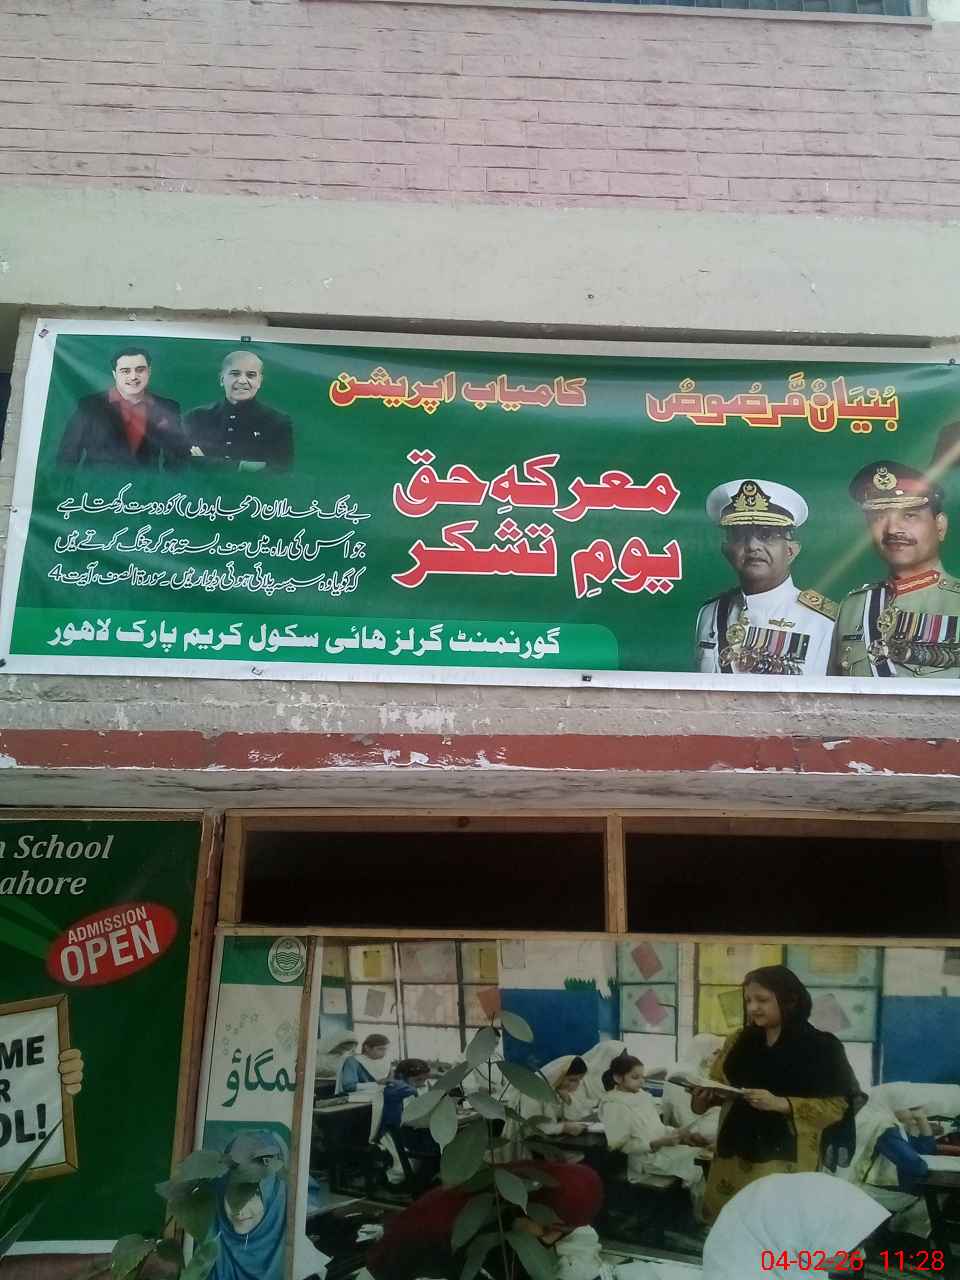 بُنیَانٌ مَّرصُوصٌ کامیاب اپریشن
معرکہِ حق
یومِ تشکر
بے شک خدا ان (مجاہدوں) کو دوست رکھتا ہے
جو اس کی راہ میں صف بستہ ہو کر جنگ کرتے ہیں
کہ گویا وہ سیسہ پلائی ہوئی دیوار ہیں سورۃ الصف، آیت 4
گورنمنٹ گرلز ہائی سکول کریم پارک لاہور
School
ahore
ADMISSION
OPEN
ME
R
OL!
مگاؤ
04-02-26 11:28